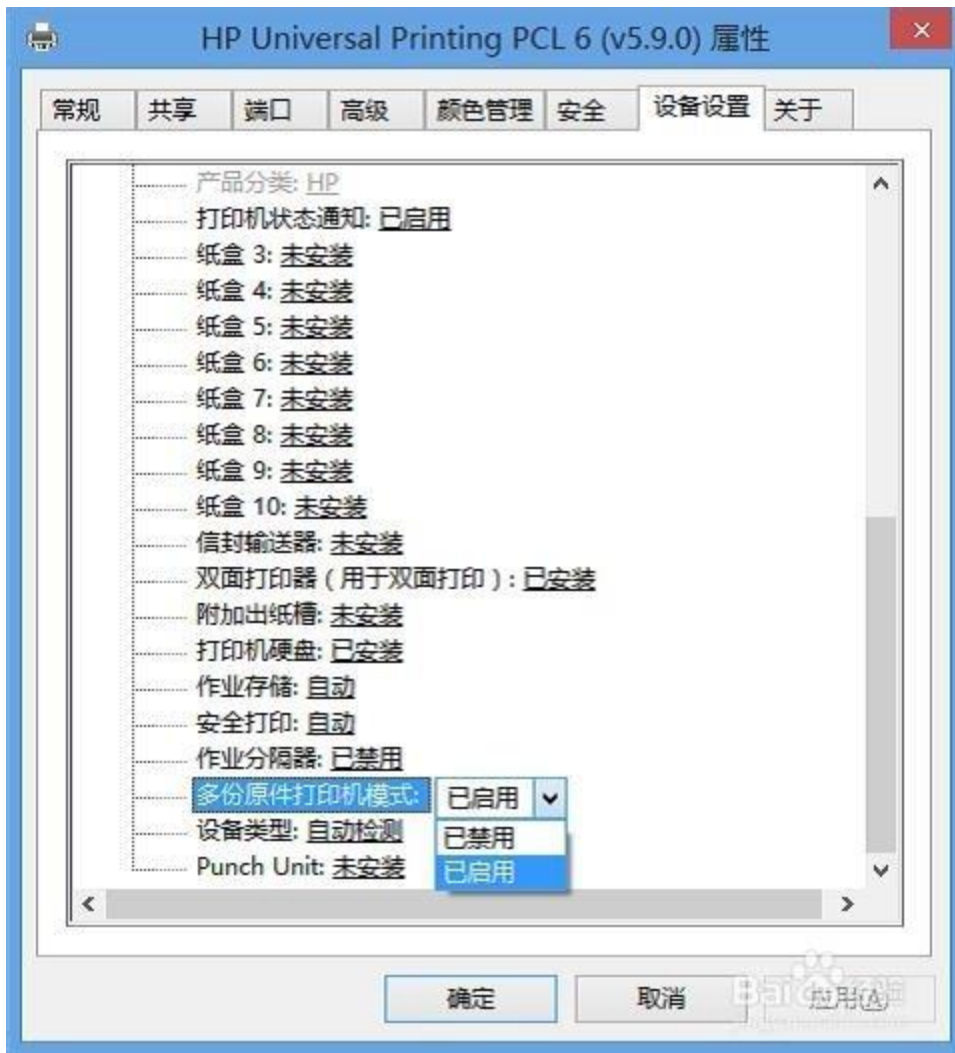 HP Universal Printing PCL 6 (v5.9.0) 属性
常规 共享 端口 高级 颜色管理 安全 设备设置 关于
产品分类: HP
打印机状态通知: 已启用
纸盒 3: 未安装
纸盒 4: 未安装
纸盒 5: 未安装
纸盒 6: 未安装
纸盒 7: 未安装
纸盒 8: 未安装
纸盒 9: 未安装
纸盒 10: 未安装
信封输送器: 未安装
双面打印器 ( 用于双面打印 ) : 已安装
附加出纸槽: 未安装
打印机硬盘: 已安装
作业存储: 自动
安全打印: 自动
作业分隔器: 已禁用
多份原件打印机模式: 已启用
设备类型: 自动检测
已禁用
Punch Unit: 未安装
已启用
确定 取消 应用(A)
Bai 经验